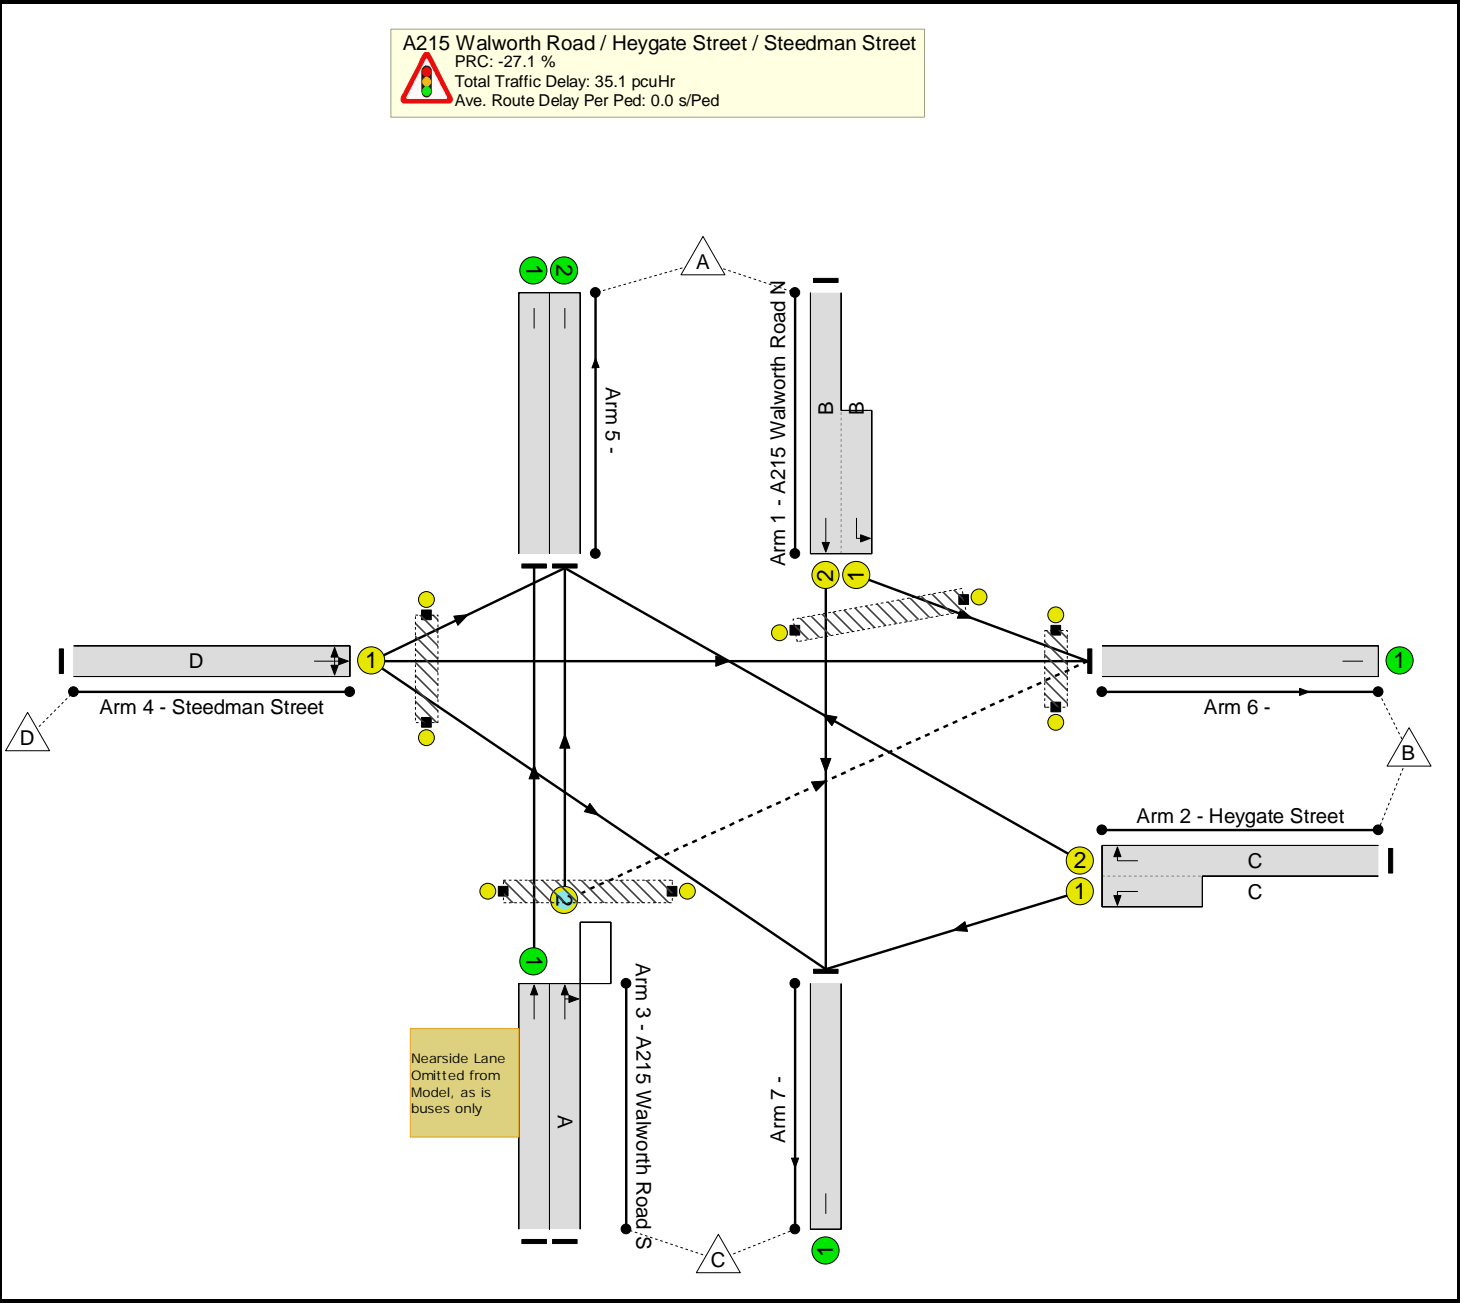 A215 Walworth Road / Heygate Street / Steedman Street
PRC: -27.1 %
Total Traffic Delay: 35.1 pcuHr
Ave. Route Delay Per Ped: 0.0 s/Ped
A
1
2
Arm 5 -
Arm 1 - A215 Walworth Road N
B
B
2
1
D
1
Arm 4 - Steedman Street
D
1
Arm 6 -
B
Arm 2 - Heygate Street
2
C
1
C
2
1
Arm 3 - A215 Walworth Road S
Nearside Lane
Omitted from
Model, as is
buses only
A
Arm 7 -
C
1